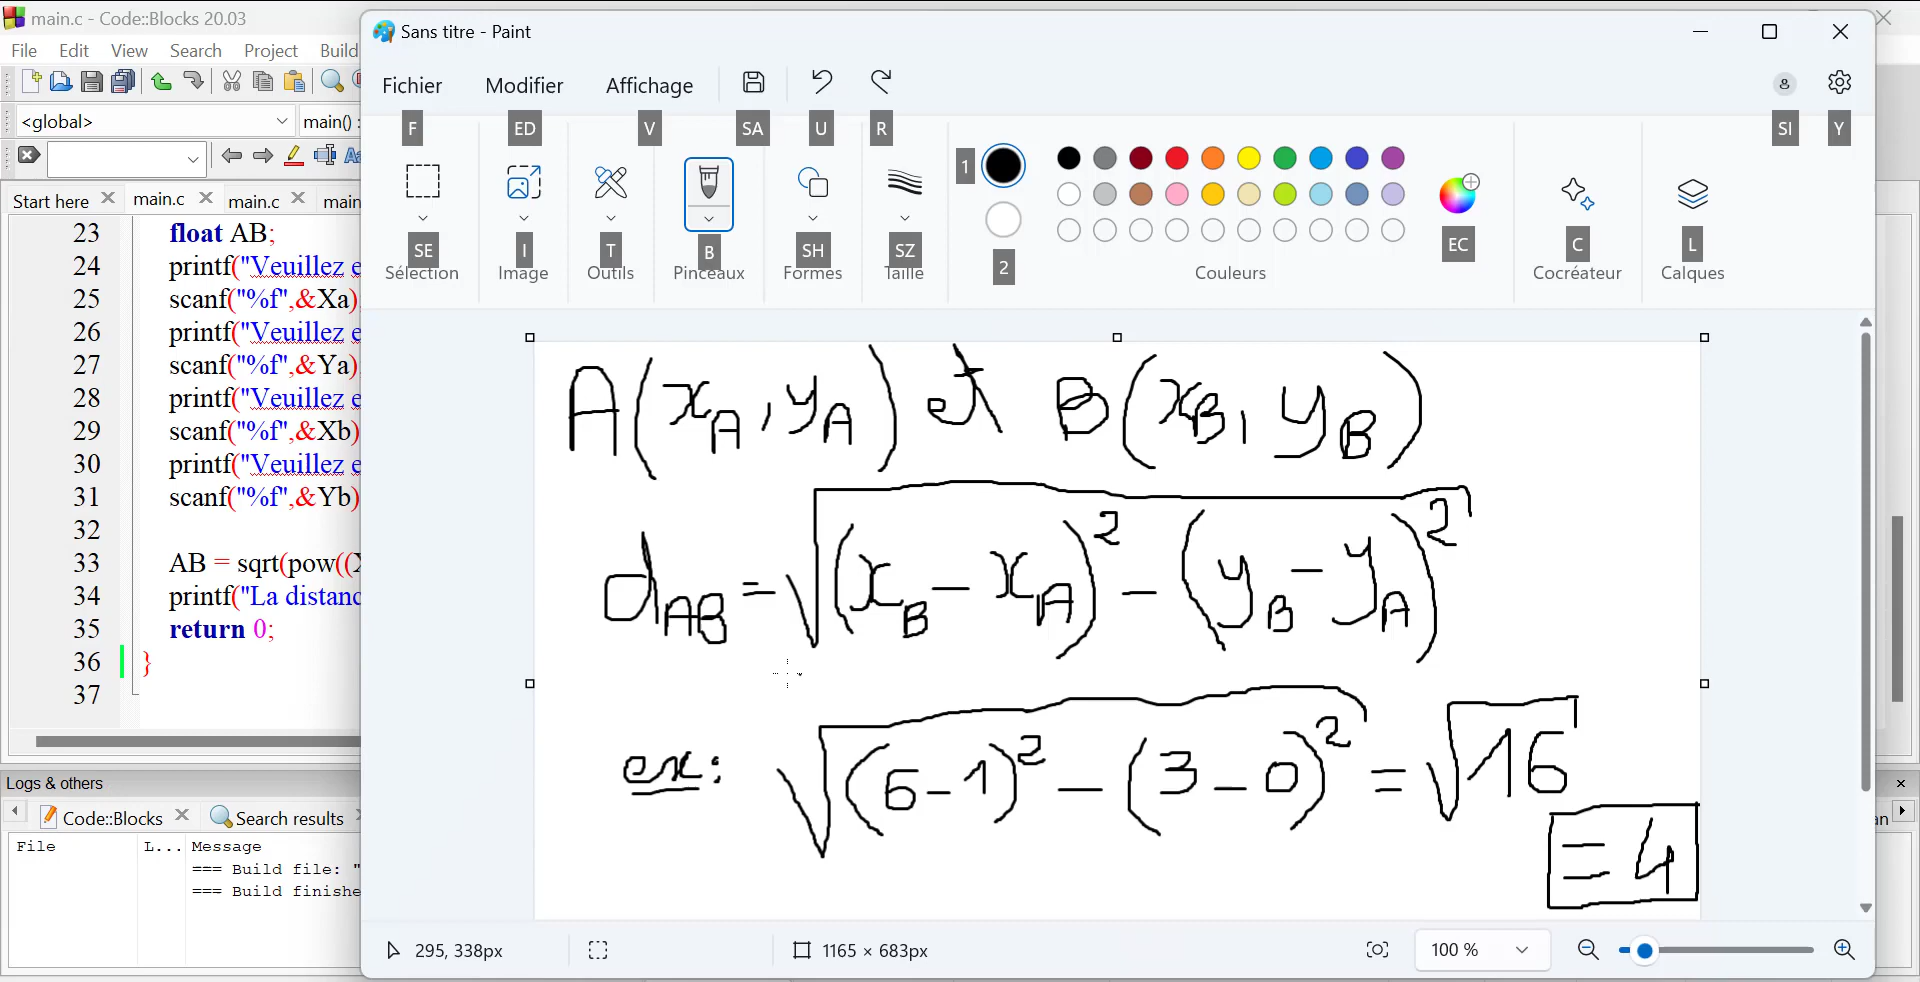 main.c - Code::Blocks 20.03
File Edit View Search Project Build
<global> main() :
Start here main.c main.c main
23 float AB;
24 printf("Veuillez e
25 scanf("%f",&Xa)
26 printf("Veuillez e
27 scanf("%f",&Ya)
28 printf("Veuillez e
29 scanf("%f",&Xb)
30 printf("Veuillez e
31 scanf("%f",&Yb)
32
33 AB = sqrt(pow((X
34 printf("La distanc
35 return 0;
36 }
37
Logs & others
Code::Blocks Search results an
File L... Message
=== Build file: "
=== Build finishe
Sans titre - Paint
Fichier Modifier Affichage
F ED V SA U R SI Y
1
2
SE I T B SH SZ EC C L
Sélection Image Outils Pinceaux Formes Taille Couleurs Cocréateur Calques
A(xA, yA) et B(xB, yB)
dAB = √(xB - xA)² - (yB - yA)²
ex: √(6-1)² - (3-0)² = √16
= 4
295, 338px 1165 × 683px 100 %